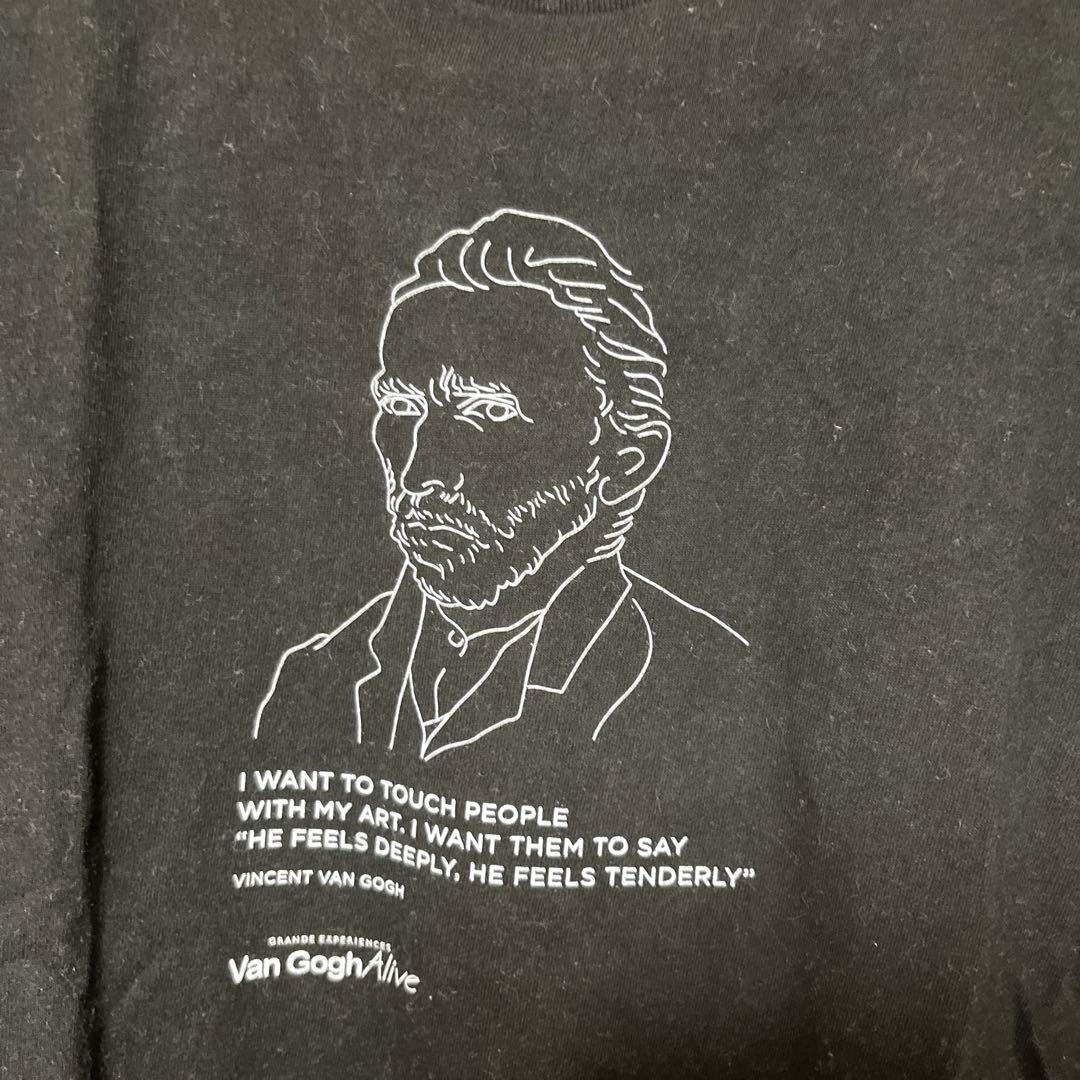 I WANT TO TOUCH PEOPLE
WITH MY ART. I WANT THEM TO SAY
“HE FEELS DEEPLY, HE FEELS TENDERLY”
VINCENT VAN GOGH
GRANDE EXPERIENCES
Van Gogh Alive